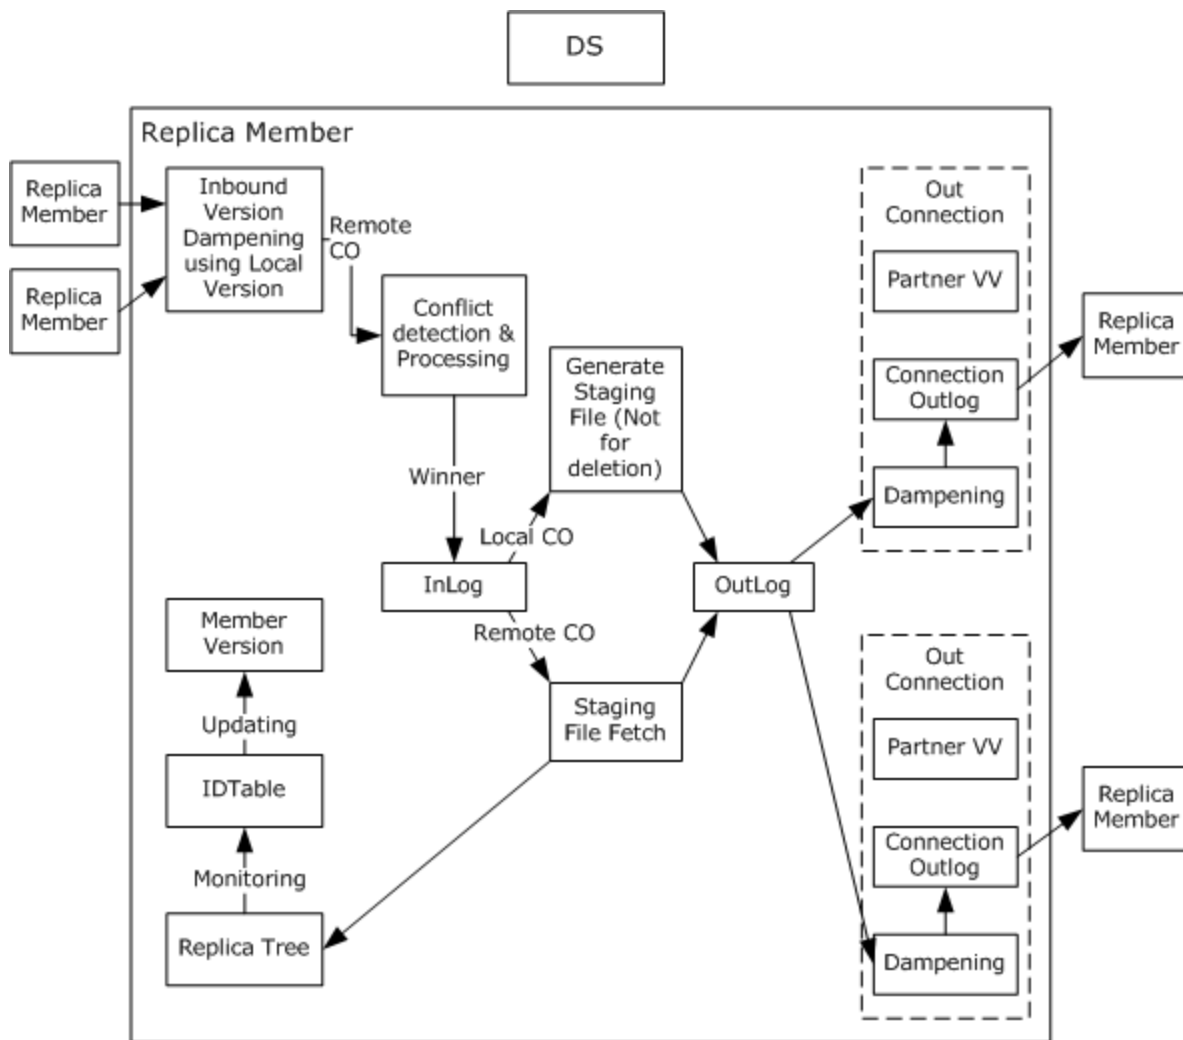 DS
Replica Member
Replica
Member
Replica
Member
Inbound
Version
Dampening
using Local
Version
Remote
CO
Conflict
detection &
Processing
Winner
Generate
Staging
File (Not
for
deletion)
Local CO
InLog
Remote CO
Staging
File Fetch
OutLog
Member
Version
Updating
IDTable
Monitoring
Replica Tree
Out
Connection
Partner VV
Connection
Outlog
Dampening
Replica
Member
Out
Connection
Partner VV
Connection
Outlog
Dampening
Replica
Member